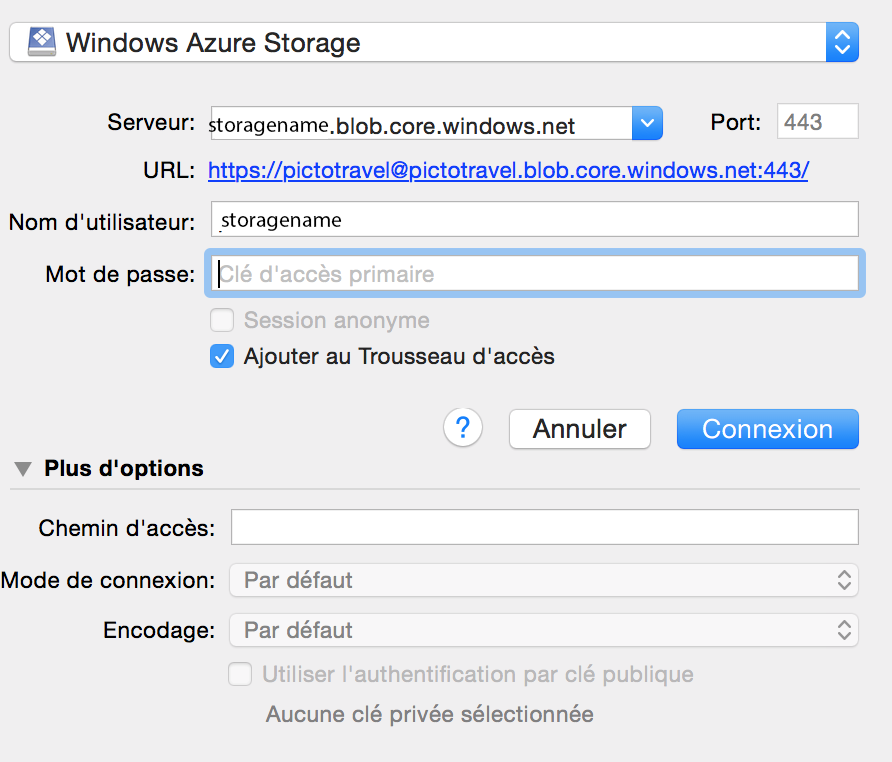 Windows Azure Storage
Serveur: storagename.blob.core.windows.net Port: 443
URL: https://pictotravel@pictotravel.blob.core.windows.net:443/
Nom d'utilisateur: storagename
Mot de passe: Clé d'accès primaire
Session anonyme
Ajouter au Trousseau d'accès
? Annuler Connexion
Plus d'options
Chemin d'accès:
Mode de connexion: Par défaut
Encodage: Par défaut
Utiliser l'authentification par clé publique
Aucune clé privée sélectionnée